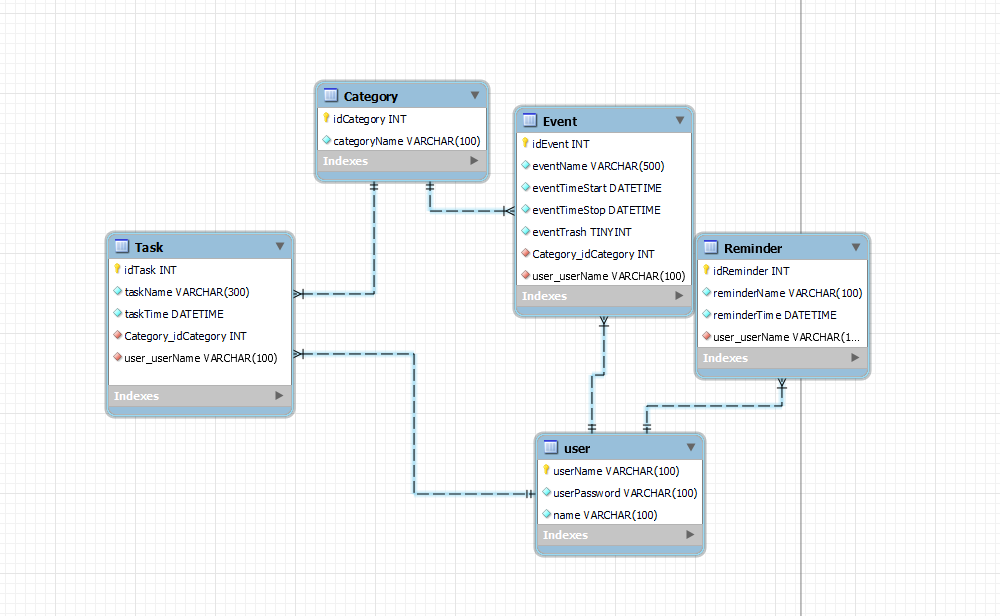 Category
idCategory INT
categoryName VARCHAR(100)
Indexes
Event
idEvent INT
eventName VARCHAR(500)
eventTimeStart DATETIME
eventTimeStop DATETIME
eventTrash TINYINT
Category_idCategory INT
user_userName VARCHAR(100)
Indexes
Task
idTask INT
taskName VARCHAR(300)
taskTime DATETIME
Category_idCategory INT
user_userName VARCHAR(100)
Indexes
Reminder
idReminder INT
reminderName VARCHAR(100)
reminderTime DATETIME
user_userName VARCHAR(1...
Indexes
user
userName VARCHAR(100)
userPassword VARCHAR(100)
name VARCHAR(100)
Indexes